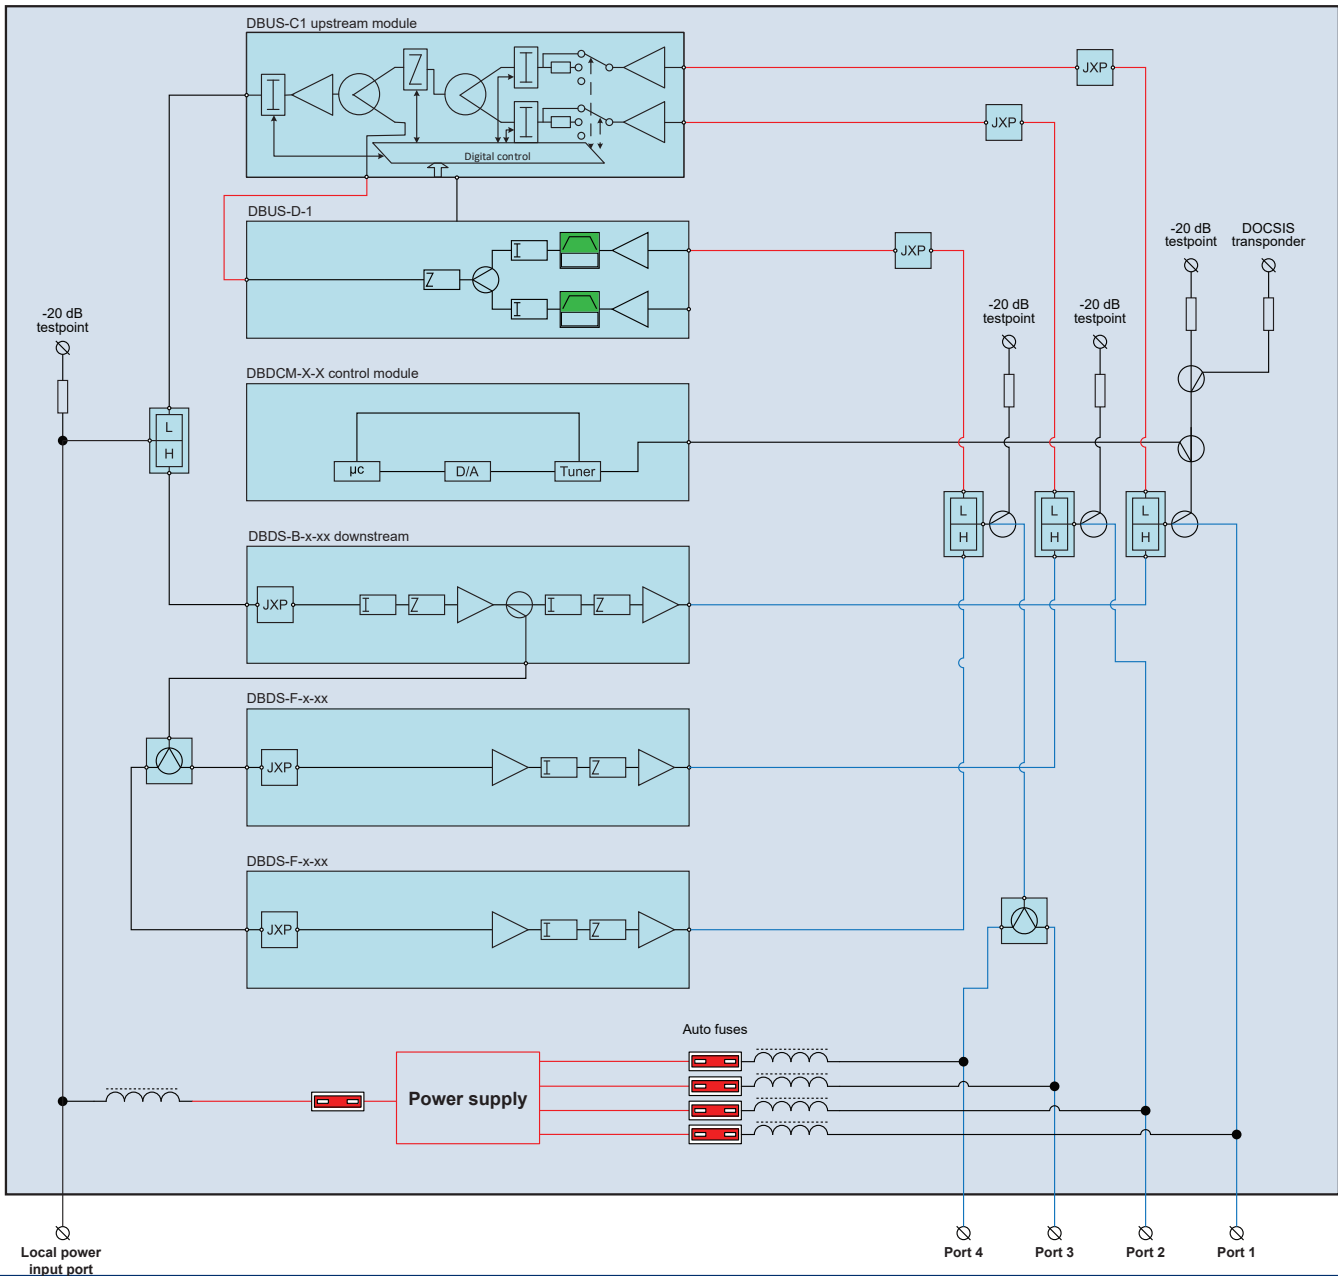 DBUS-C1 upstream module
JXP
JXP
Z
Digital control
DBUS-D-1
JXP
Z
I
I
-20 dB
testpoint
DOCSIS
transponder
-20 dB
testpoint
-20 dB
testpoint
-20 dB
testpoint
DBDCM-X-X control module
L
H
µc
D/A
Tuner
L
H
L
H
L
H
DBDS-B-x-xx downstream
JXP
I
Z
I
Z
DBDS-F-x-xx
JXP
I
Z
DBDS-F-x-xx
JXP
I
Z
Auto fuses
Power supply
Local power
input port
Port 4
Port 3
Port 2
Port 1